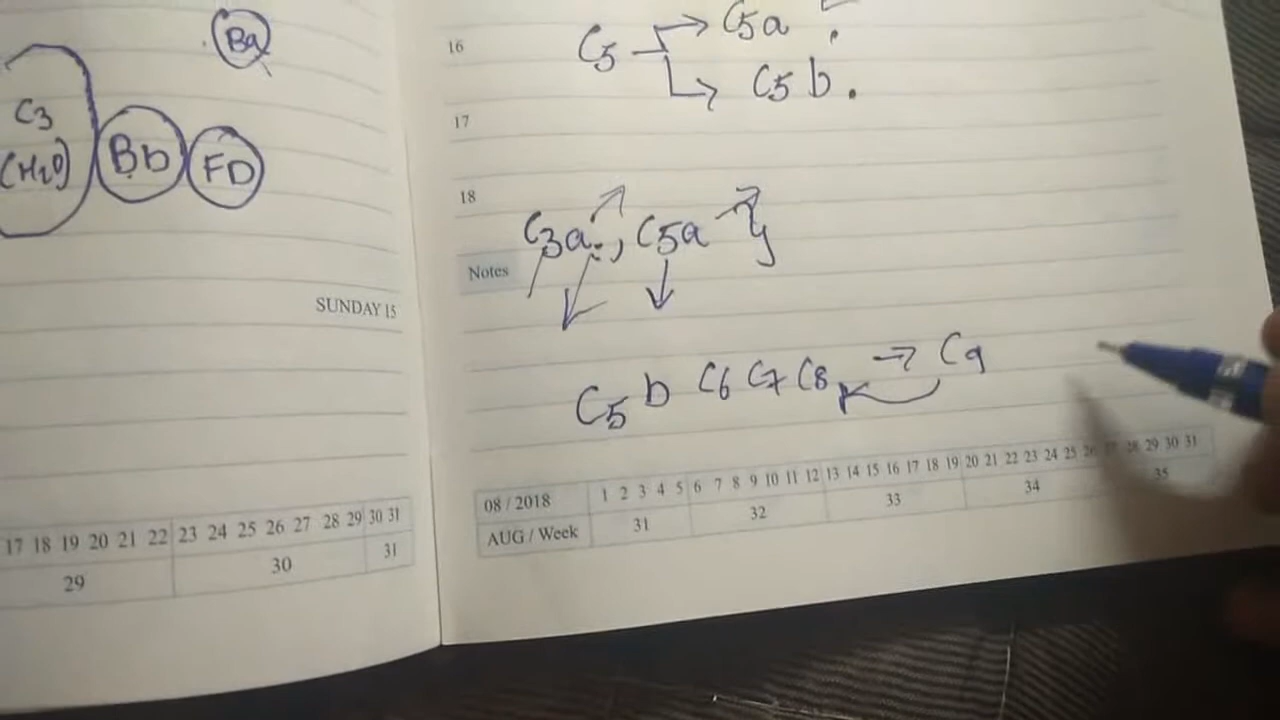 Ba
C3
(H2O) Bb FD
SUNDAY 15
17 18 19 20 21 22 23 24 25 26 27 28 29 30 31
29 30 31
16
C5 → C5a
→ C5b.
17
18
C3a, C5a
Notes
C5 b C6 C7 C8 → C9
08 / 2018 1 2 3 4 5 6 7 8 9 10 11 12 13 14 15 16 17 18 19 20 21 22 23 24 25 26 27 28 29 30 31
AUG / Week 31 32 33 34 35